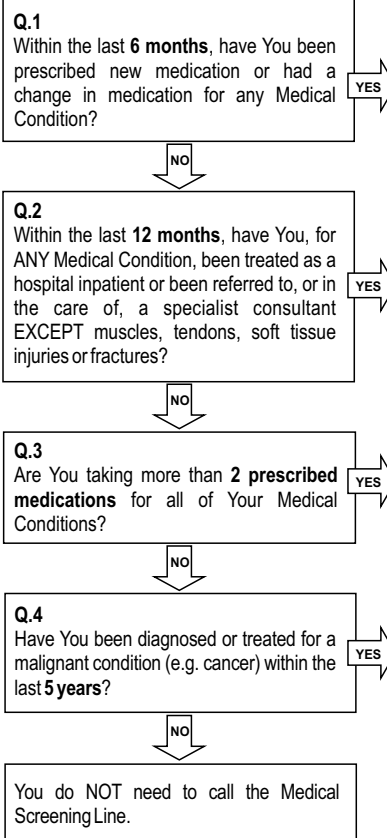 Q.1
Within the last 6 months, have You been
prescribed new medication or had a
change in medication for any Medical
Condition?
YES
NO
Q.2
Within the last 12 months, have You, for
ANY Medical Condition, been treated as a
hospital inpatient or been referred to, or in
the care of, a specialist consultant
EXCEPT muscles, tendons, soft tissue
injuries or fractures?
YES
NO
Q.3
Are You taking more than 2 prescribed
medications for all of Your Medical
Conditions?
YES
NO
Q.4
Have You been diagnosed or treated for a
malignant condition (e.g. cancer) within the
last 5 years?
YES
NO
You do NOT need to call the Medical
Screening Line.